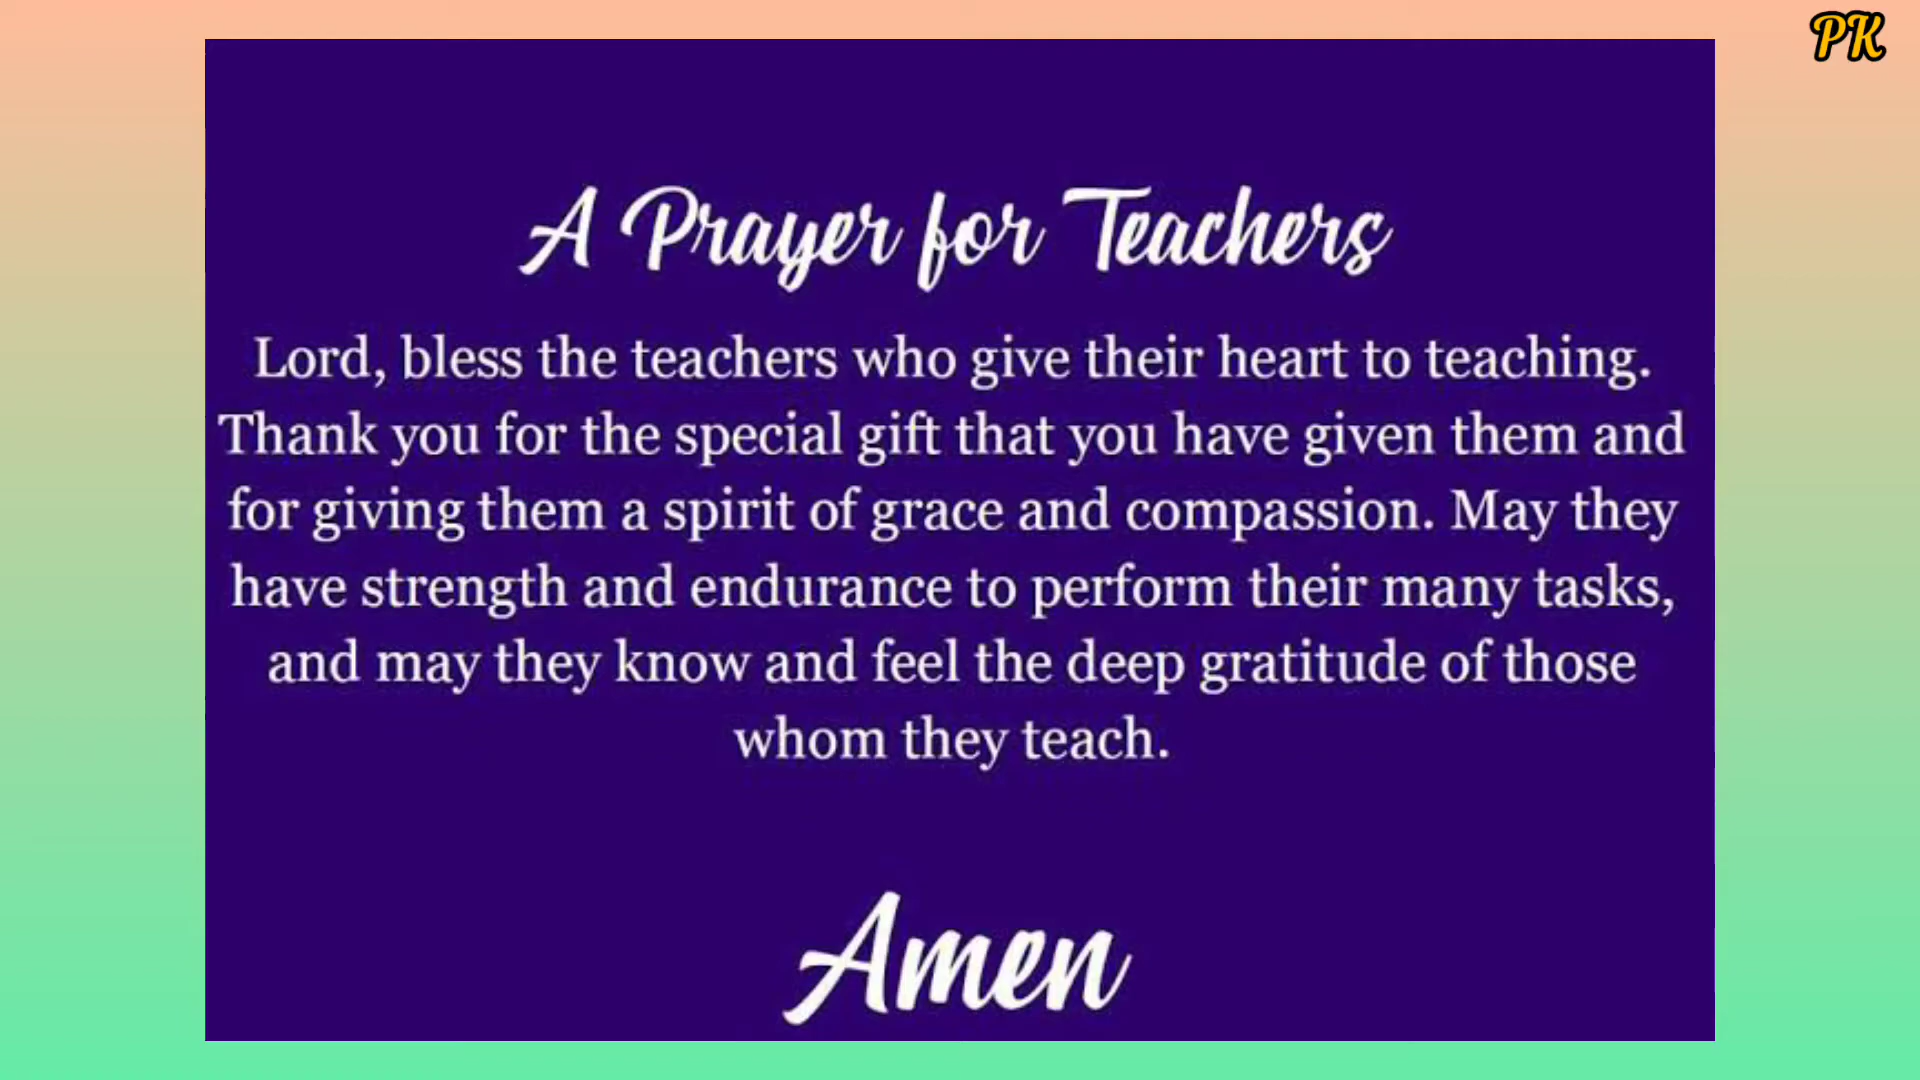 PK
A Prayer for Teachers
Lord, bless the teachers who give their heart to teaching.
Thank you for the special gift that you have given them and
for giving them a spirit of grace and compassion. May they
have strength and endurance to perform their many tasks,
and may they know and feel the deep gratitude of those
whom they teach.
Amen